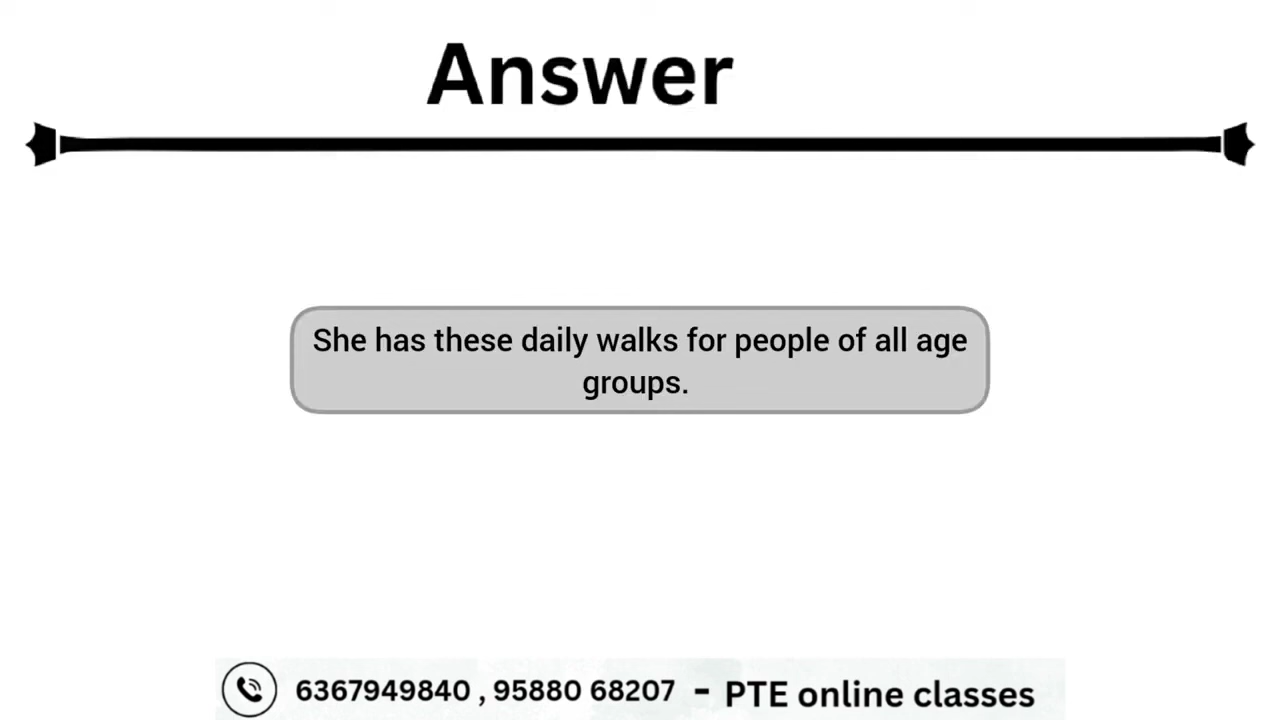 Answer
She has these daily walks for people of all age
groups.
6367949840 , 95880 68207 - PTE online classes